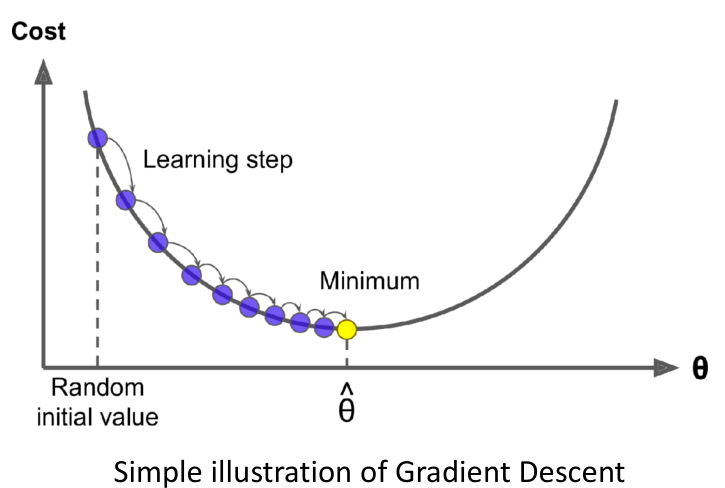 Cost
Learning step
Minimum
θ
Random
initial value
θ̂
Simple illustration of Gradient Descent